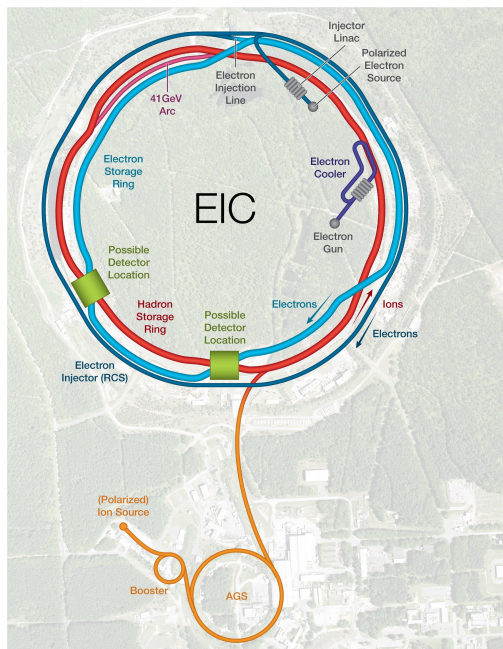 Injector
Linac
Polarized
Electron
Source
Electron
Injection
Line
41GeV
Arc
Electron
Storage
Ring
Electron
Cooler
EIC
Electron
Gun
Possible
Detector
Location
Hadron
Storage
Ring
Possible
Detector
Location
Electrons
Ions
Electrons
Electron
Injector (RCS)
(Polarized)
Ion Source
Booster
AGS